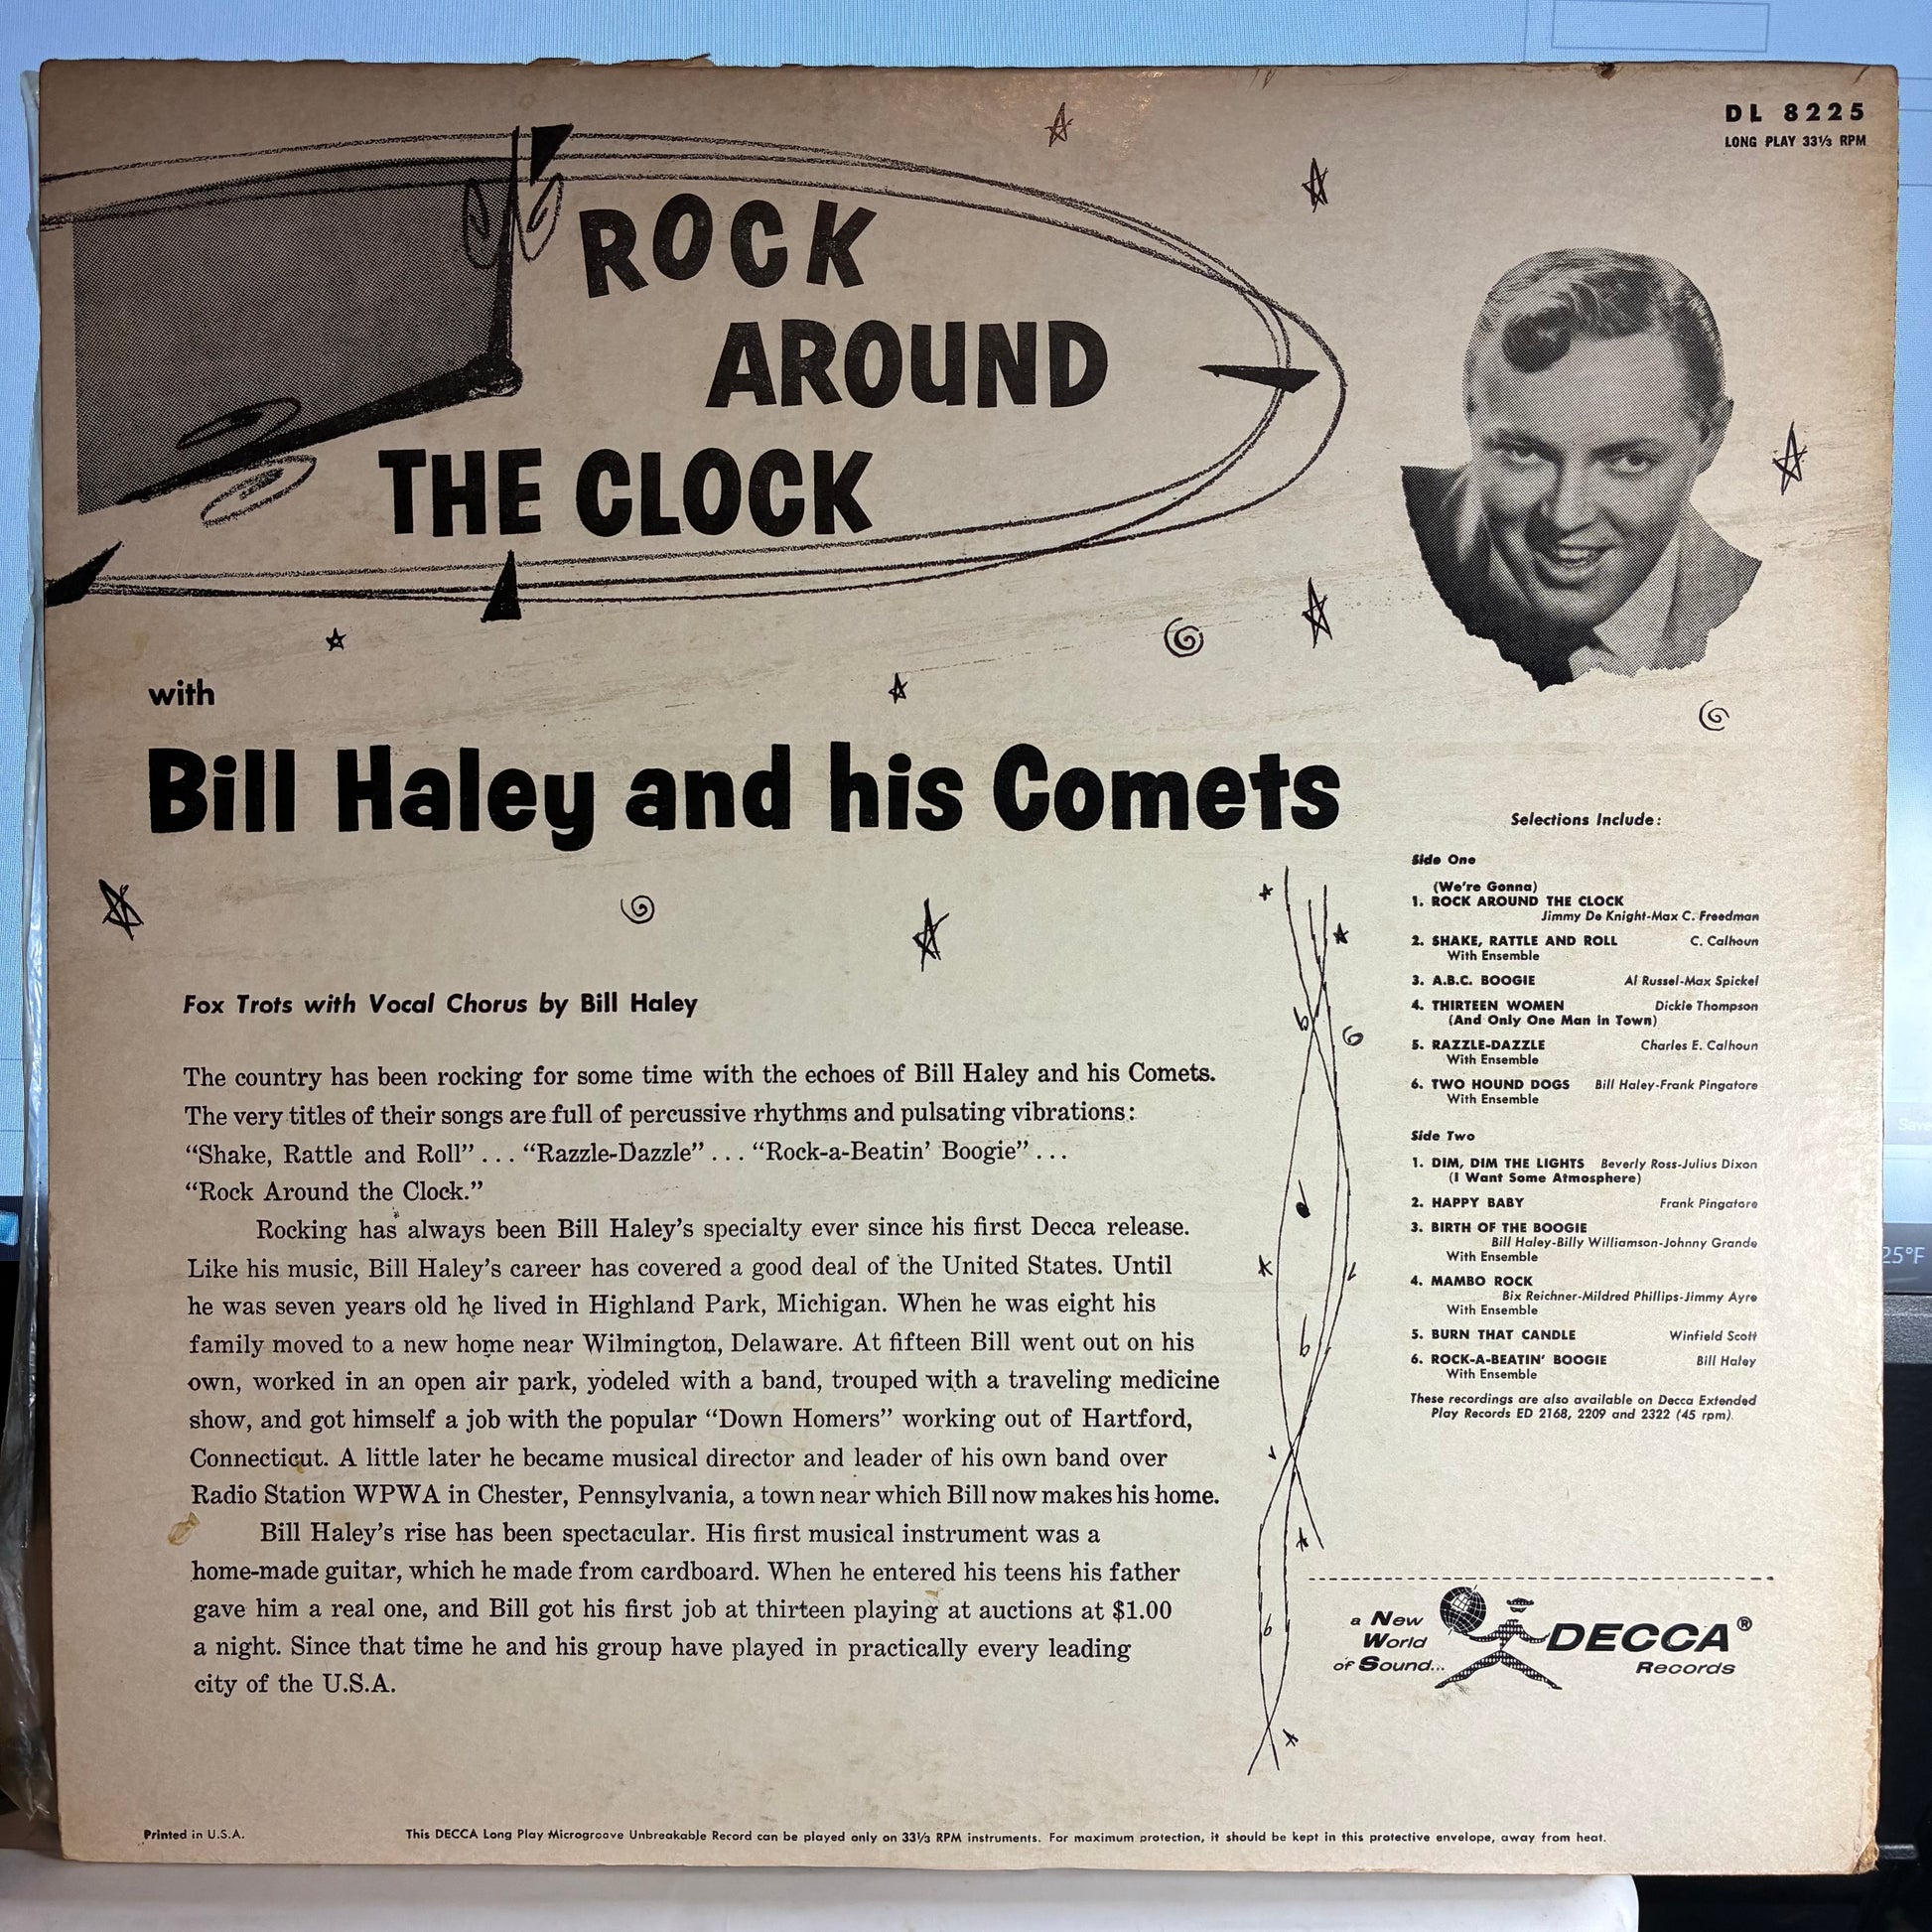 DL 8225
LONG PLAY 33⅓ RPM
ROCK
AROUND
THE CLOCK
with
Bill Haley and his Comets
Fox Trots with Vocal Chorus by Bill Haley
The country has been rocking for some time with the echoes of Bill Haley and his Comets.
The very titles of their songs are full of percussive rhythms and pulsating vibrations:
“Shake, Rattle and Roll” . . . “Razzle-Dazzle” . . . “Rock-a-Beatin’ Boogie” . . .
“Rock Around the Clock.”
Rocking has always been Bill Haley’s specialty ever since his first Decca release.
Like his music, Bill Haley’s career has covered a good deal of the United States. Until
he was seven years old he lived in Highland Park, Michigan. When he was eight his
family moved to a new home near Wilmington, Delaware. At fifteen Bill went out on his
own, worked in an open air park, yodeled with a band, trouped with a traveling medicine
show, and got himself a job with the popular “Down Homers” working out of Hartford,
Connecticut. A little later he became musical director and leader of his own band over
Radio Station WPWA in Chester, Pennsylvania, a town near which Bill now makes his home.
Bill Haley’s rise has been spectacular. His first musical instrument was a
home-made guitar, which he made from cardboard. When he entered his teens his father
gave him a real one, and Bill got his first job at thirteen playing at auctions at $1.00
a night. Since that time he and his group have played in practically every leading
city of the U.S.A.
Selections Include:
Side One
(We’re Gonna)
1. ROCK AROUND THE CLOCK
Jimmy De Knight-Max C. Freedman
2. SHAKE, RATTLE AND ROLL C. Calhoun
With Ensemble
3. A.B.C. BOOGIE Al Russel-Max Spickel
4. THIRTEEN WOMEN Dickie Thompson
(And Only One Man in Town)
5. RAZZLE-DAZZLE Charles E. Calhoun
With Ensemble
6. TWO HOUND DOGS Bill Haley-Frank Pingatore
With Ensemble
Side Two
1. DIM, DIM THE LIGHTS Beverly Ross-Julius Dixon
(I Want Some Atmosphere)
2. HAPPY BABY Frank Pingatore
3. BIRTH OF THE BOOGIE
Bill Haley-Billy Williamson-Johnny Grande
With Ensemble
4. MAMBO ROCK
Bix Reichner-Mildred Phillips-Jimmy Ayre
With Ensemble
5. BURN THAT CANDLE Winfield Scott
6. ROCK-A-BEATIN’ BOOGIE Bill Haley
With Ensemble
These recordings are also available on Decca Extended
Play Records ED 2168, 2209 and 2322 (45 rpm).
a New
World
of Sound...
DECCA®
Records
Printed in U.S.A.
This DECCA Long Play Microgroove Unbreakable Record can be played only on 33⅓ RPM instruments. For maximum protection, it should be kept in this protective envelope, away from heat.
Save
25°F